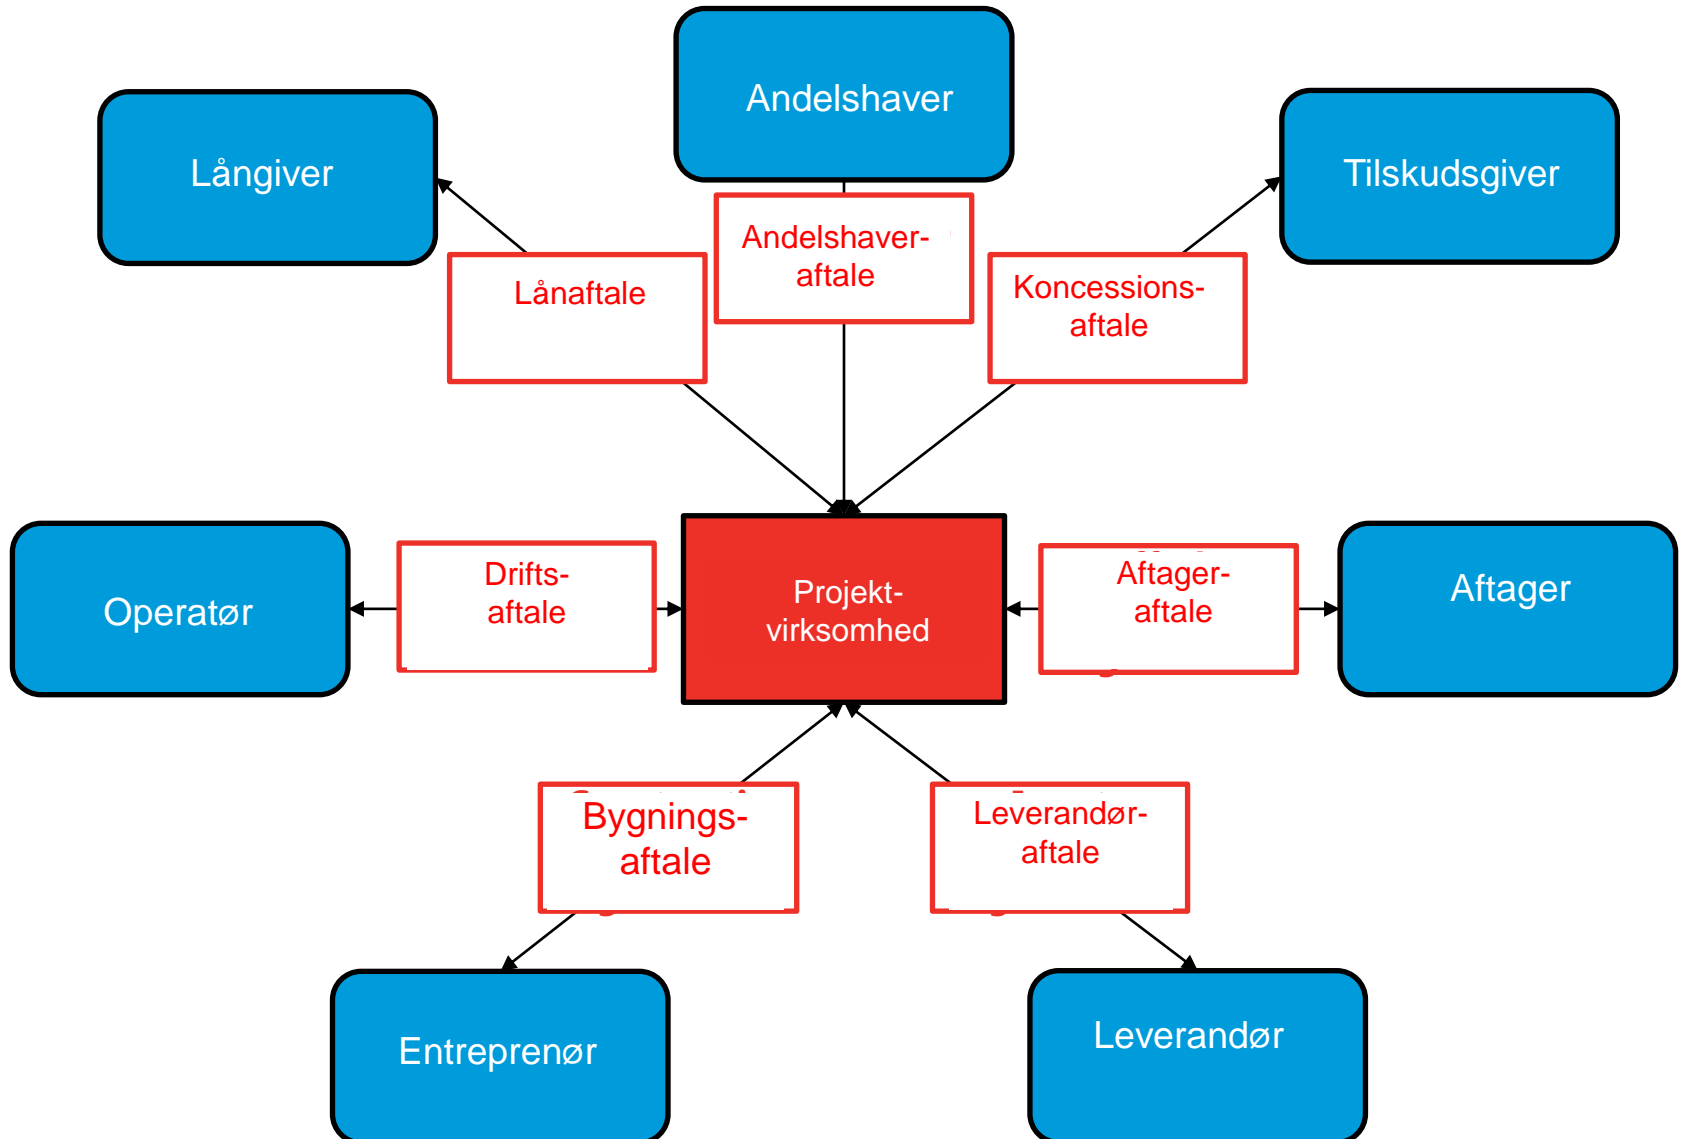 Andelshaver
Långiver
Tilskudsgiver
Andelshaver-
aftale
Lånaftale
Koncessions-
aftale
Operatør
Drifts-
aftale
Projekt-
virksomhed
Aftager-
aftale
Aftager
Bygnings-
aftale
Leverandør-
aftale
Entreprenør
Leverandør